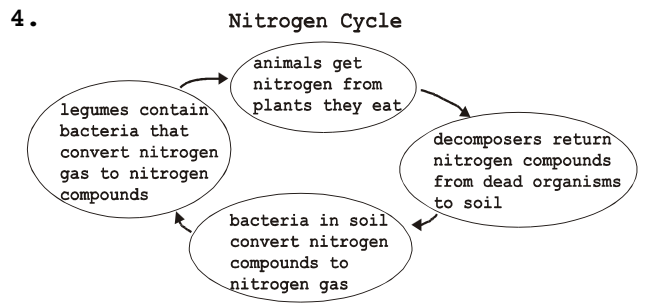 4.
Nitrogen Cycle
animals get
nitrogen from
plants they eat
legumes contain
bacteria that
convert nitrogen
gas to nitrogen
compounds
decomposers return
nitrogen compounds
from dead organisms
to soil
bacteria in soil
convert nitrogen
compounds to
nitrogen gas